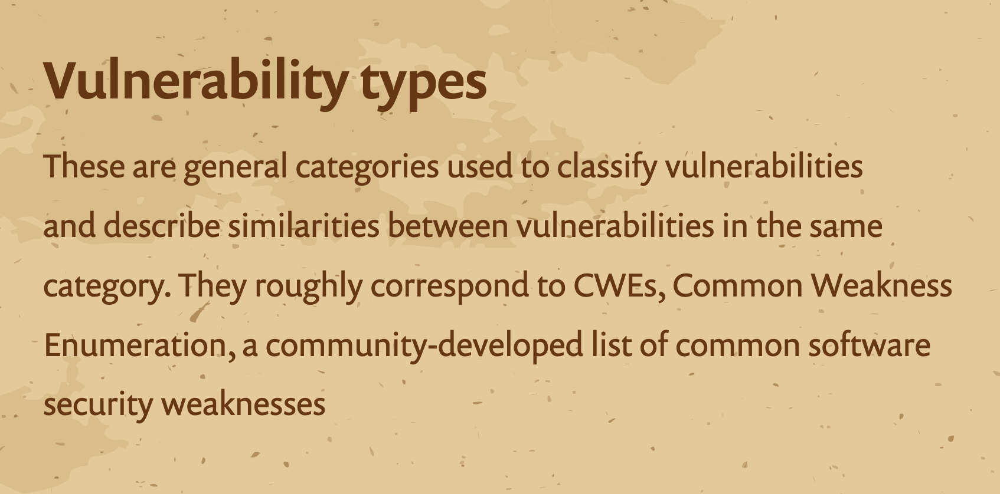 Vulnerability types
These are general categories used to classify vulnerabilities
and describe similarities between vulnerabilities in the same
category. They roughly correspond to CWEs, Common Weakness
Enumeration, a community-developed list of common software
security weaknesses